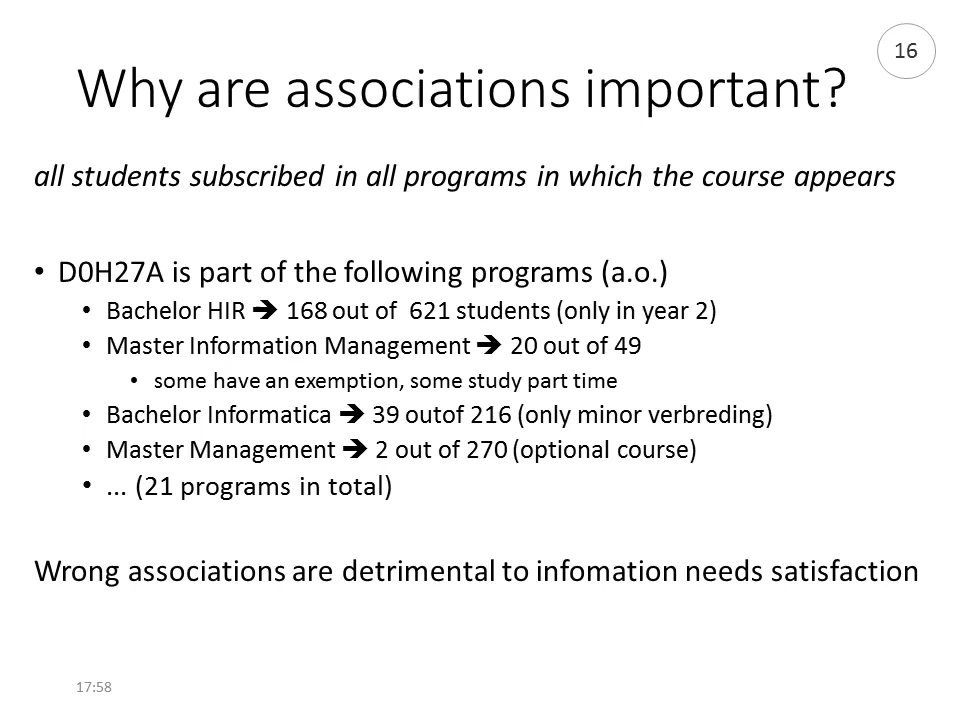 16
Why are associations important?
all students subscribed in all programs in which the course appears
• D0H27A is part of the following programs (a.o.)
• Bachelor HIR ➔ 168 out of 621 students (only in year 2)
• Master Information Management ➔ 20 out of 49
• some have an exemption, some study part time
• Bachelor Informatica ➔ 39 outof 216 (only minor verbreding)
• Master Management ➔ 2 out of 270 (optional course)
• ... (21 programs in total)
Wrong associations are detrimental to infomation needs satisfaction
17:58